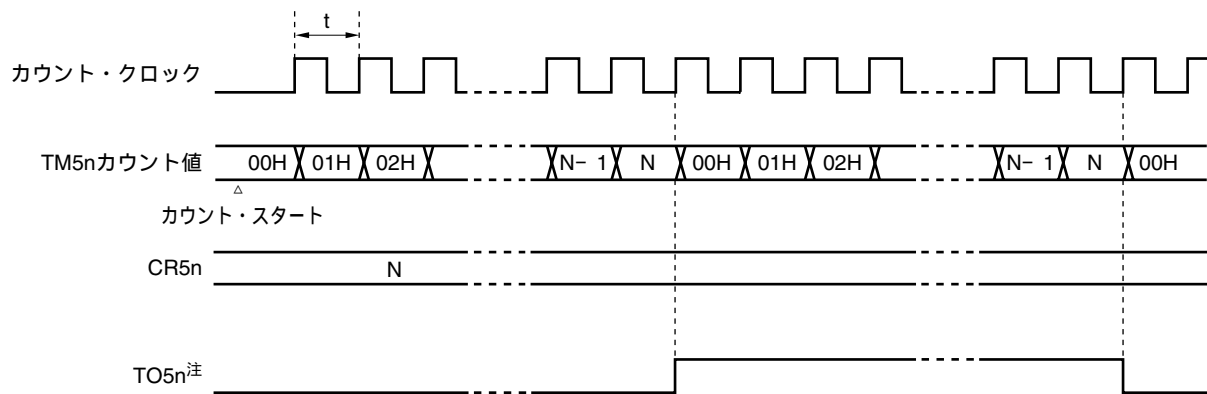 t
カウント・クロック
TM5nカウント値 00H 01H 02H N- 1 N 00H 01H 02H N- 1 N 00H
△
カウント・スタート
CR5n N
TO5n注